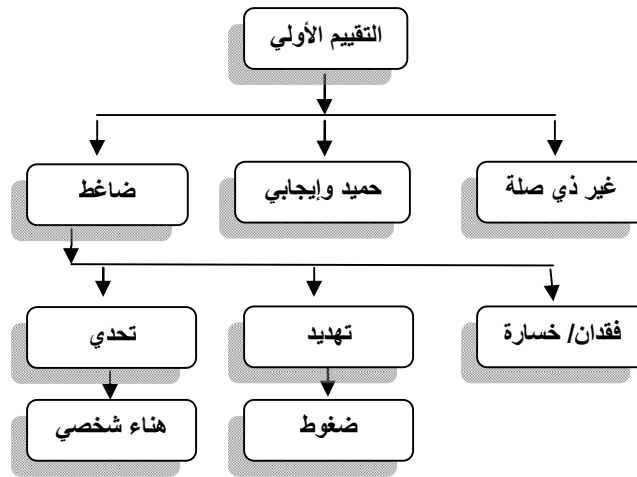 التقييم الأولي
غير ذي صلة
حميد وإيجابي
ضاغط
فقدان/ خسارة
تهديد
تحدي
ضغوط
هناء شخصي